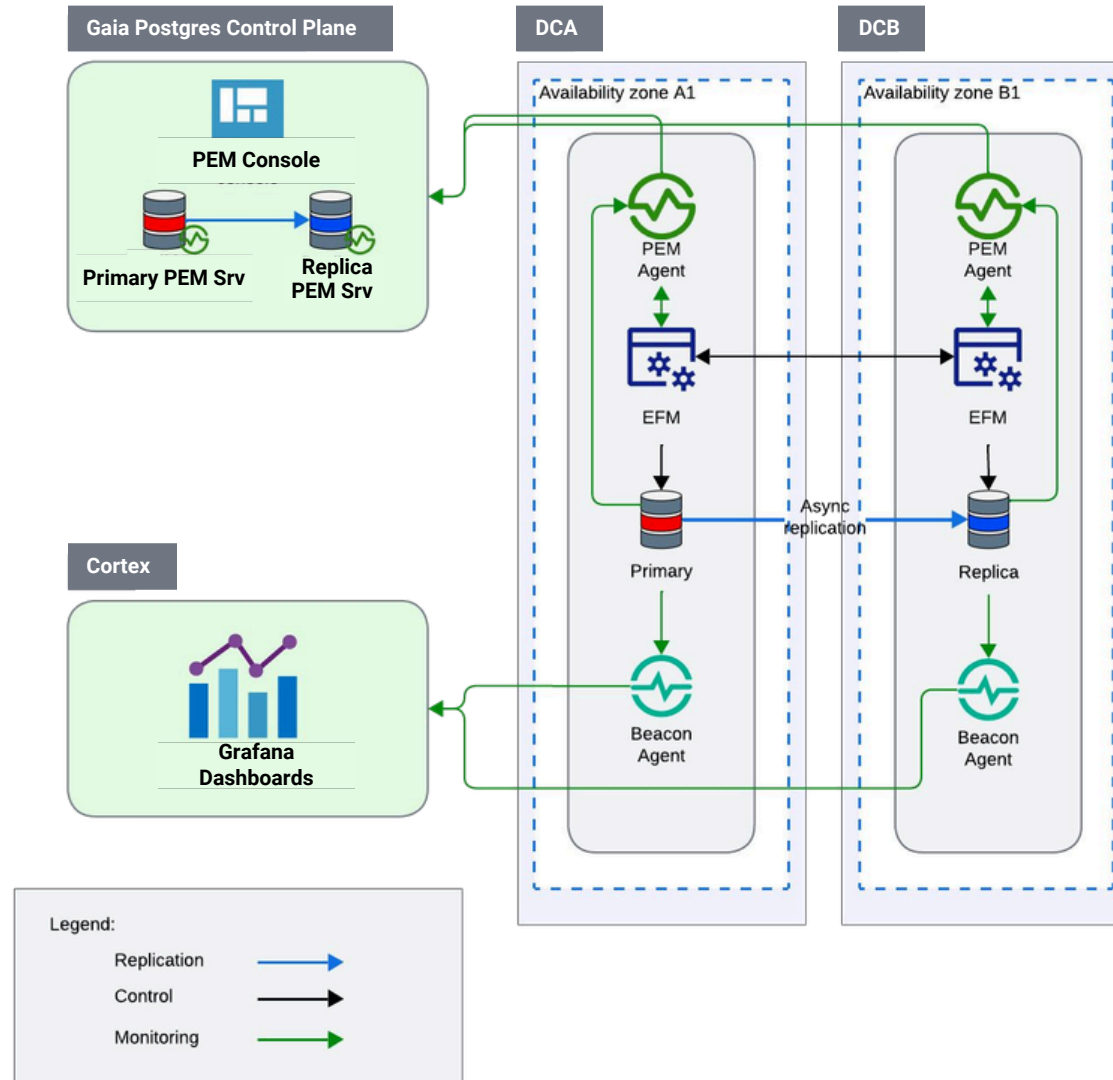 Gaia Postgres Control Plane
DCA
DCB
PEM Console
Primary PEM Srv
Replica
PEM Srv
Availability zone A1
Availability zone B1
PEM
Agent
PEM
Agent
EFM
EFM
Async
replication
Primary
Replica
Beacon
Agent
Beacon
Agent
Cortex
Grafana
Dashboards
Legend:
Replication
Control
Monitoring